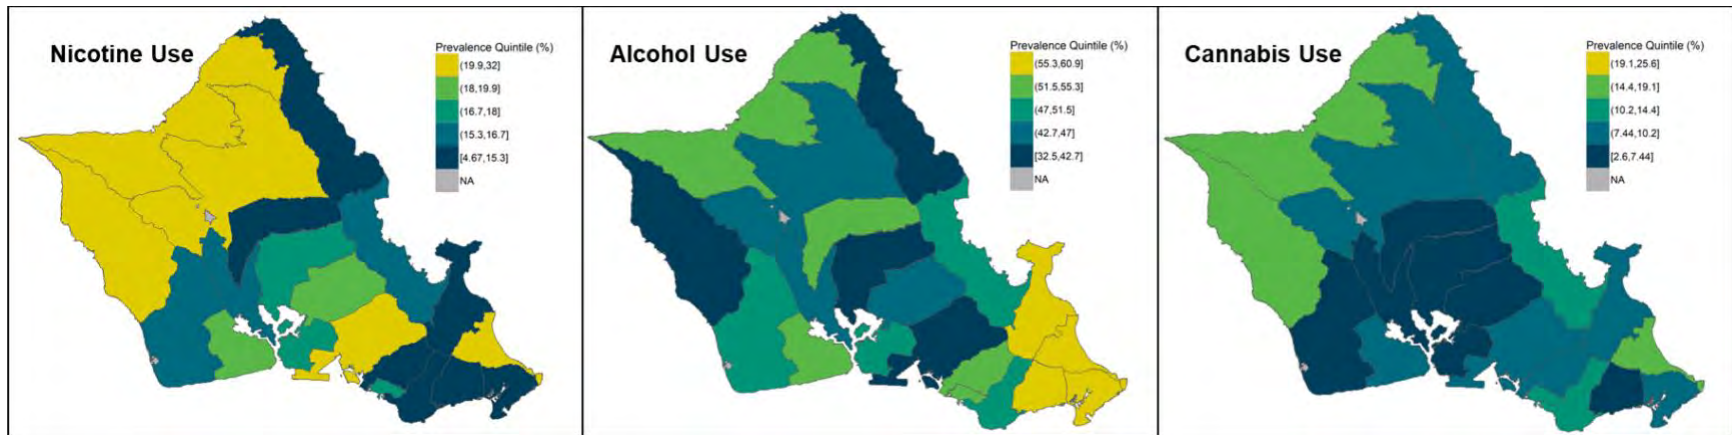 Nicotine Use
Prevalence Quintile (%)
(19.9,32]
(18,19.9]
(16.7,18]
(15.3,16.7]
[4.67,15.3]
NA
Alcohol Use
Prevalence Quintile (%)
(55.3,60.9]
(51.5,55.3]
(47,51.5]
(42.7,47]
[32.5,42.7]
NA
Cannabis Use
Prevalence Quintile (%)
(19.1,25.6]
(14.4,19.1]
(10.2,14.4]
(7.44,10.2]
[2.6,7.44]
NA